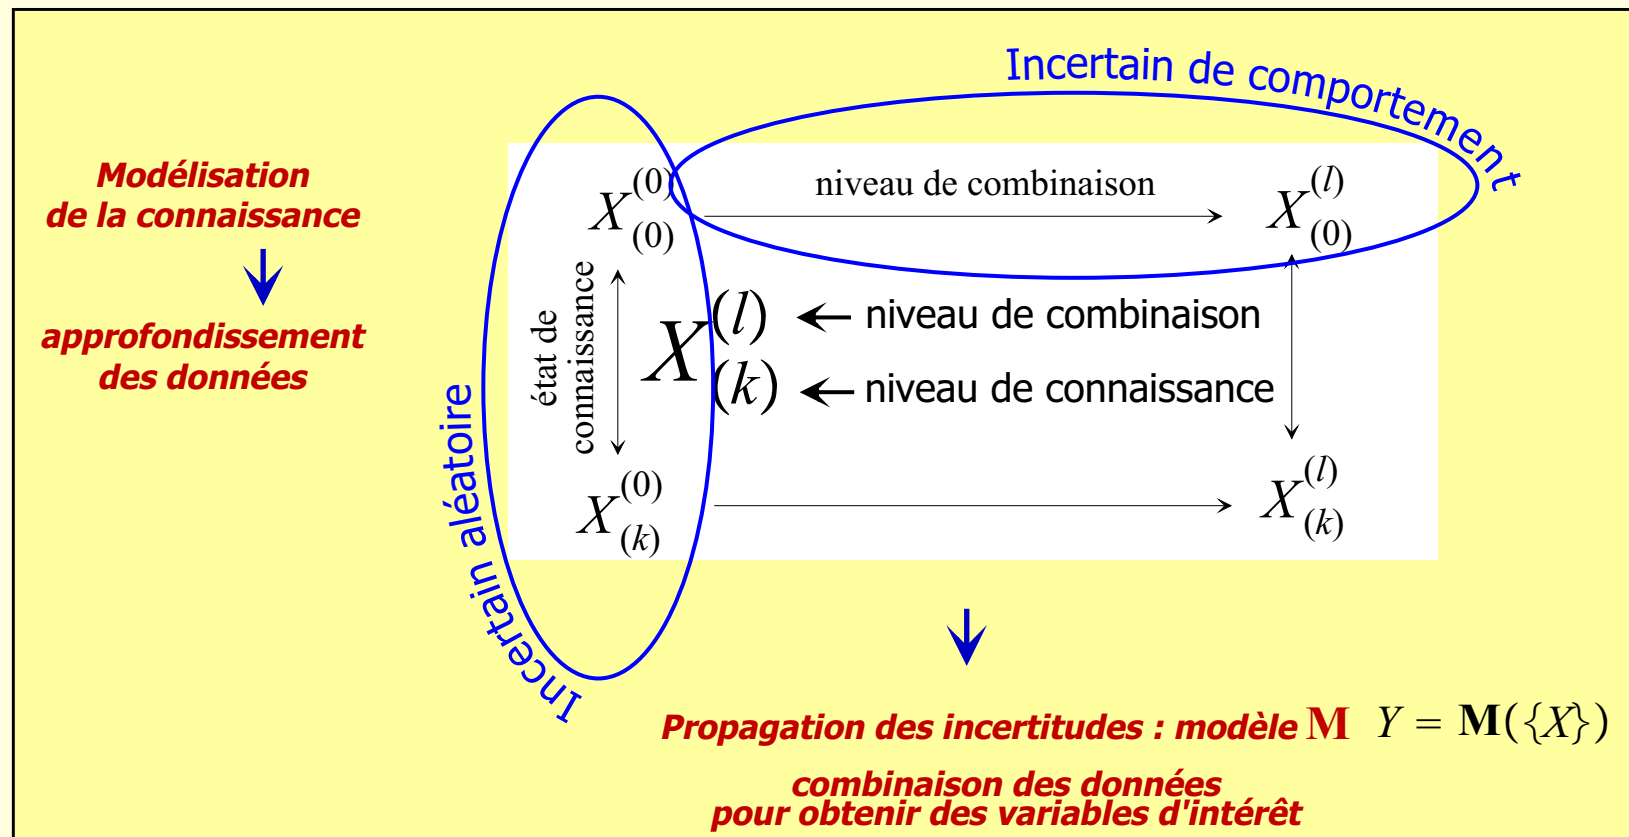 Incertain de comportement
Modélisation
de la connaissance
approfondissement
des données
X(0)(0)
niveau de combinaison
X(l)(0)
état de
connaissance
X(l)(k)
niveau de combinaison
niveau de connaissance
X(0)(k)
X(l)(k)
Incertain aléatoire
Propagation des incertitudes : modèle M Y = M({X})
combinaison des données
pour obtenir des variables d'intérêt